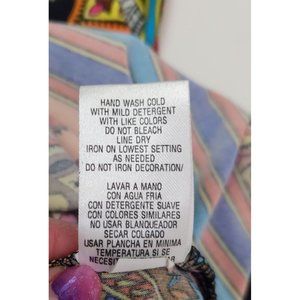 HAND WASH COLD
WITH MILD DETERGENT
WITH LIKE COLORS
DO NOT BLEACH
LINE DRY
IRON ON LOWEST SETTING
AS NEEDED
DO NOT IRON DECORATION/
LAVAR A MANO
CON AGUA FRIA
CON DETERGENTE SUAVE
CON COLORES SIMILARES
NO USAR BLANQUEADOR
SECAR COLGADO
USAR PLANCHA EN MINIMA
TEMPERATURA SI SE